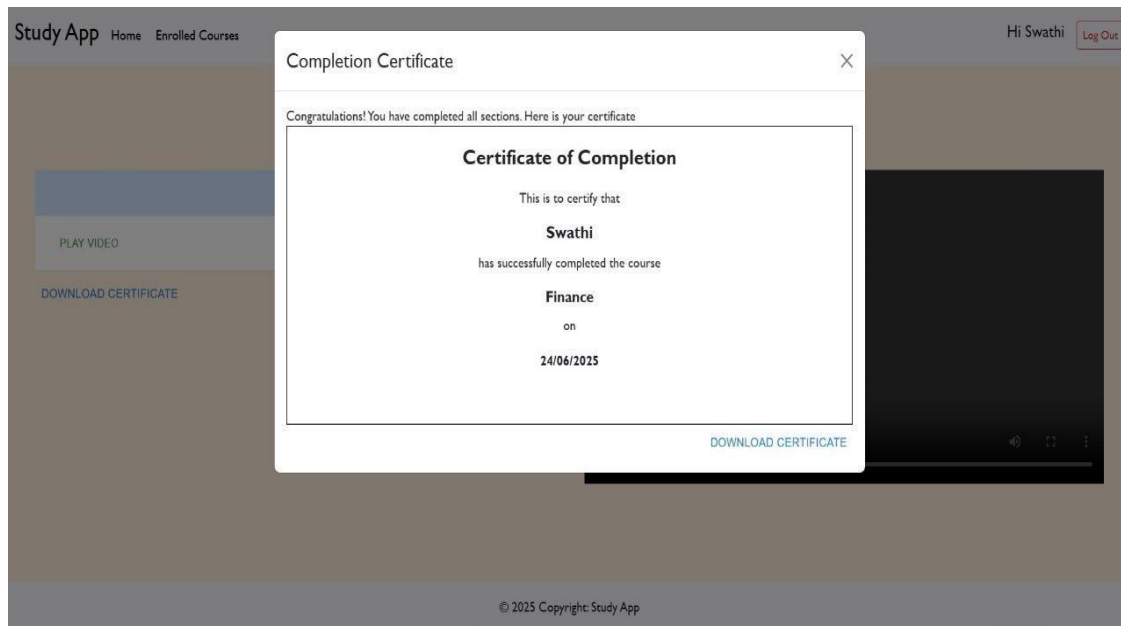 Study App Home Enrolled Courses Hi Swathi Log Out
Completion Certificate
Congratulations! You have completed all sections. Here is your certificate
Certificate of Completion
This is to certify that
Swathi
has successfully completed the course
Finance
on
24/06/2025
DOWNLOAD CERTIFICATE
PLAY VIDEO
DOWNLOAD CERTIFICATE
© 2025 Copyright: Study App